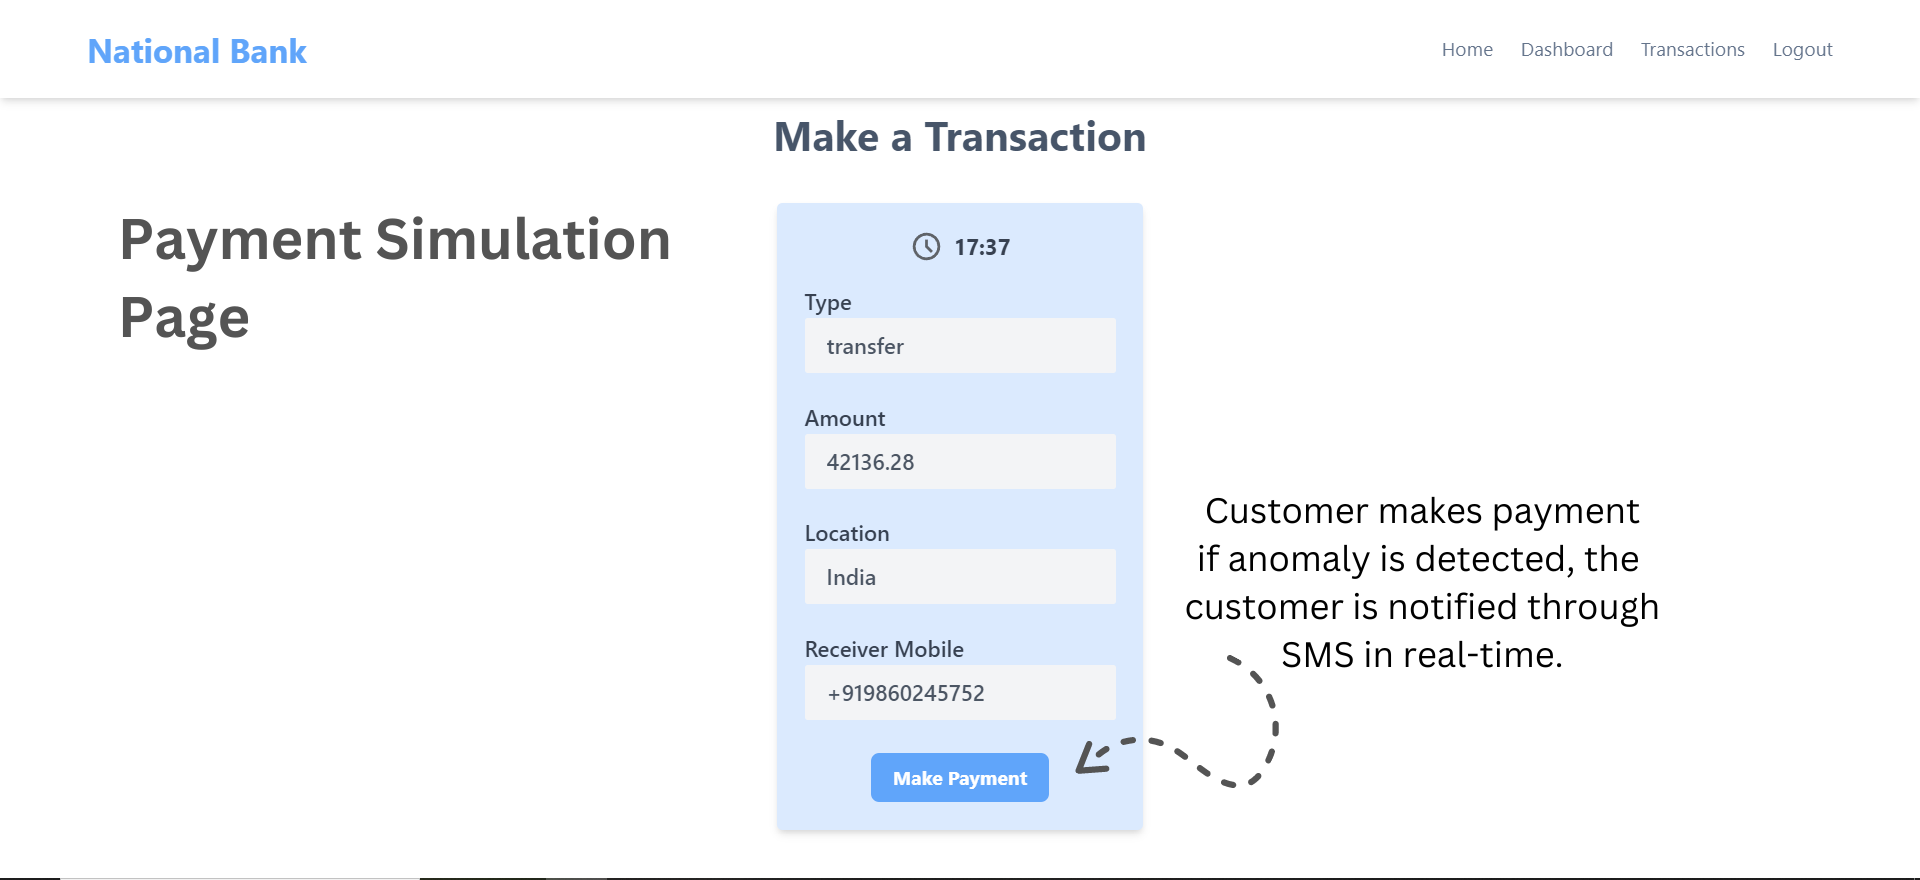 National Bank
Home Dashboard Transactions Logout
Make a Transaction
Payment Simulation
Page
17:37
Type
transfer
Amount
42136.28
Location
India
Receiver Mobile
+919860245752
Make Payment
Customer makes payment
if anomaly is detected, the
customer is notified through
SMS in real-time.